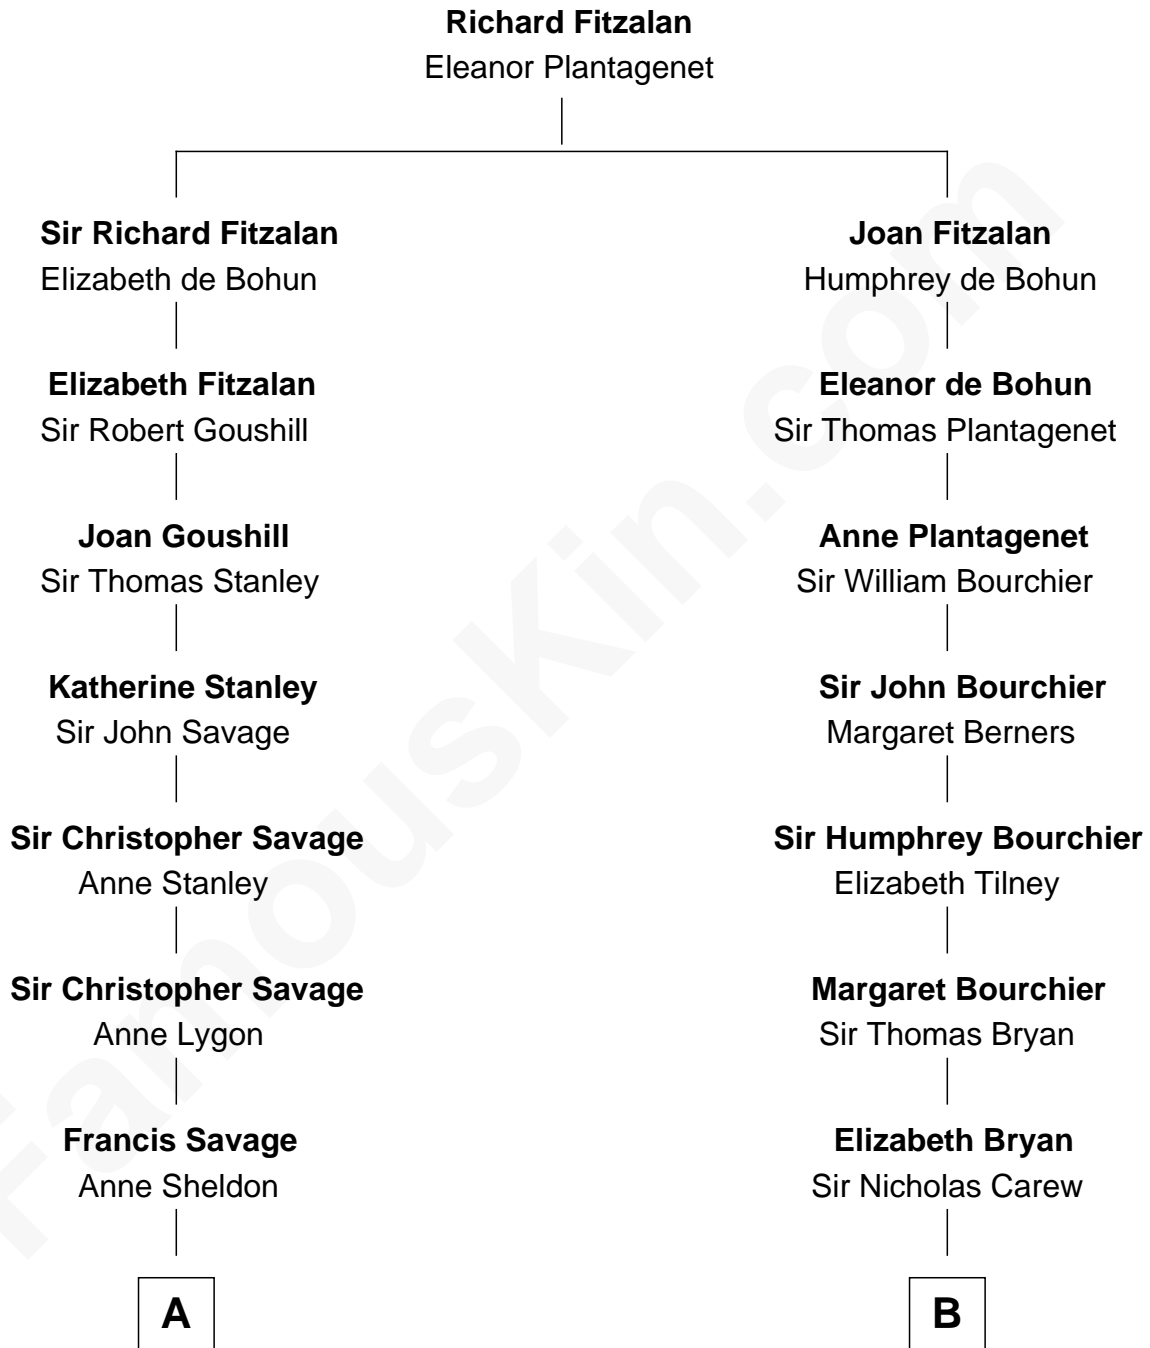 Richard Fitzalan
Eleanor Plantagenet
Sir Richard Fitzalan
Elizabeth de Bohun
Joan Fitzalan
Humphrey de Bohun
Elizabeth Fitzalan
Sir Robert Goushill
Eleanor de Bohun
Sir Thomas Plantagenet
Joan Goushill
Sir Thomas Stanley
Anne Plantagenet
Sir William Bourchier
Katherine Stanley
Sir John Savage
Sir John Bourchier
Margaret Berners
Sir Christopher Savage
Anne Stanley
Sir Humphrey Bourchier
Elizabeth Tilney
Sir Christopher Savage
Anne Lygon
Margaret Bourchier
Sir Thomas Bryan
Francis Savage
Anne Sheldon
Elizabeth Bryan
Sir Nicholas Carew
A
B
FamousKin.com